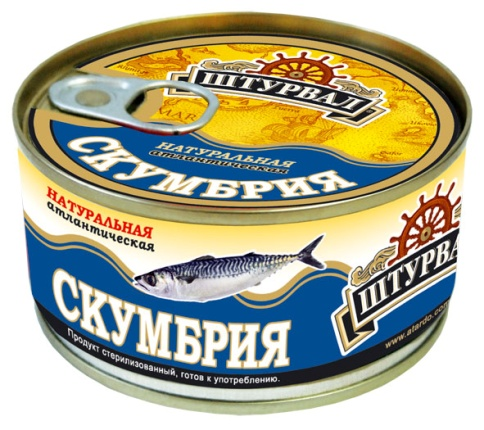 ШТУРВАЛ
НАТУРАЛЬНАЯ
атлантическая
СКУМБРИЯ
НАТУРАЛЬНАЯ
атлантическая
СКУМБРИЯ
Продукт стерилизованный, готов к употреблению.
ШТУРВАЛ
www.atardo.com